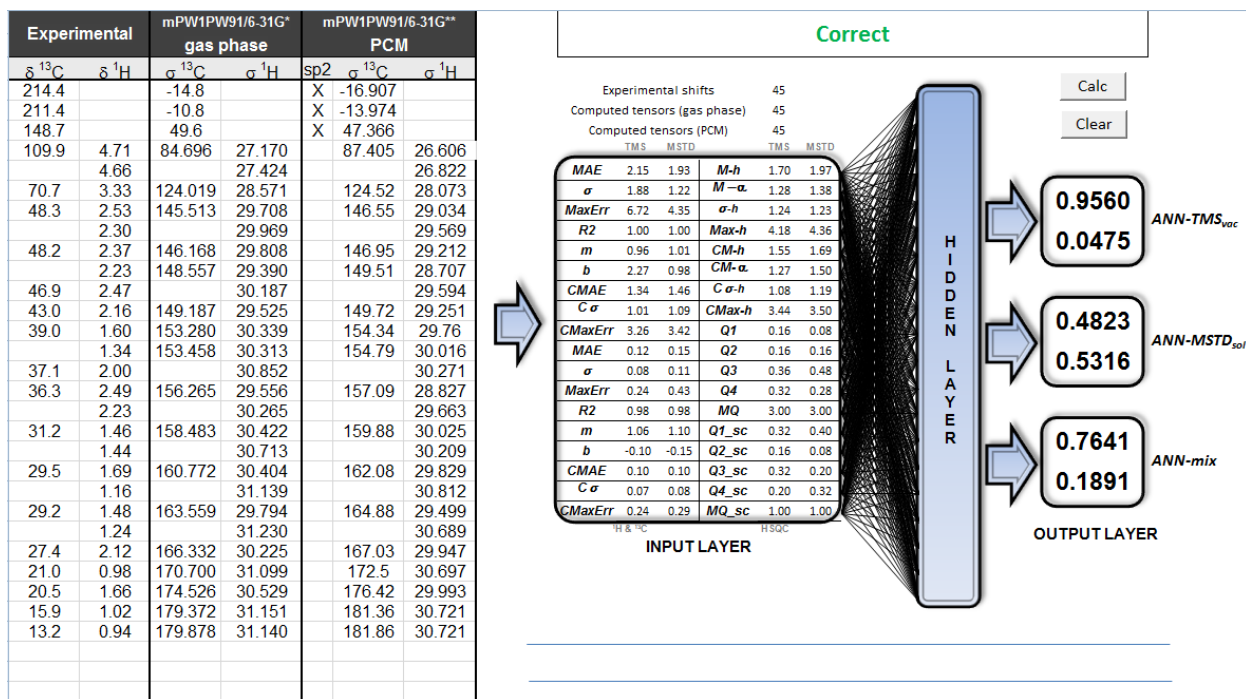 Experimental mPW1PW91/6-31G* mPW1PW91/6-31G**
gas phase PCM
δ ¹³C δ ¹H σ ¹³C σ ¹H sp2 σ ¹³C σ ¹H
214.4 -14.8 X -16.907
211.4 -10.8 X -13.974
148.7 49.6 X 47.366
109.9 4.71 84.696 27.170 87.405 26.606
4.66 27.424 26.822
70.7 3.33 124.019 28.571 124.52 28.073
48.3 2.53 145.513 29.708 146.55 29.034
2.30 29.969 29.569
48.2 2.37 146.168 29.808 146.95 29.212
2.23 148.557 29.390 149.51 28.707
46.9 2.47 30.187 29.594
43.0 2.16 149.187 29.525 149.72 29.251
39.0 1.60 153.280 30.339 154.34 29.76
1.34 153.458 30.313 154.79 30.016
37.1 2.00 30.852 30.271
36.3 2.49 156.265 29.556 157.09 28.827
2.23 30.265 29.663
31.2 1.46 158.483 30.422 159.88 30.025
1.44 30.713 30.209
29.5 1.69 160.772 30.404 162.08 29.829
1.16 31.139 30.812
29.2 1.48 163.559 29.794 164.88 29.499
1.24 31.230 30.689
27.4 2.12 166.332 30.225 167.03 29.947
21.0 0.98 170.700 31.099 172.5 30.697
20.5 1.66 174.526 30.529 176.42 29.993
15.9 1.02 179.372 31.151 181.36 30.721
13.2 0.94 179.878 31.140 181.86 30.721
Correct
Experimental shifts 45
Computed tensors (gas phase) 45
Computed tensors (PCM) 45
TMS MSTD TMS MSTD
MAE 2.15 1.93 M-h 1.70 1.97
σ 1.88 1.22 M-α 1.28 1.38
MaxErr 6.72 4.35 σ-h 1.24 1.23
R2 1.00 1.00 Max-h 4.18 4.36
m 0.96 1.01 CM-h 1.55 1.69
b 2.27 0.98 CM-α 1.27 1.50
CMAE 1.34 1.46 C σ-h 1.08 1.19
C σ 1.01 1.09 CMax-h 3.44 3.50
CMaxErr 3.26 3.42 Q1 0.16 0.08
MAE 0.12 0.15 Q2 0.16 0.16
σ 0.08 0.11 Q3 0.36 0.48
MaxErr 0.24 0.43 Q4 0.32 0.28
R2 0.98 0.98 MQ 3.00 3.00
m 1.06 1.10 Q1_sc 0.32 0.40
b -0.10 -0.15 Q2_sc 0.16 0.08
CMAE 0.10 0.10 Q3_sc 0.32 0.20
C σ 0.07 0.08 Q4_sc 0.20 0.32
CMaxErr 0.24 0.29 MQ_sc 1.00 1.00
¹H & ¹³C HSQC
INPUT LAYER
HIDDEN LAYER
Calc
Clear
0.9560
0.0475
ANN-TMSvac
0.4823
0.5316
ANN-MSTDsol
0.7641
0.1891
ANN-mix
OUTPUT LAYER